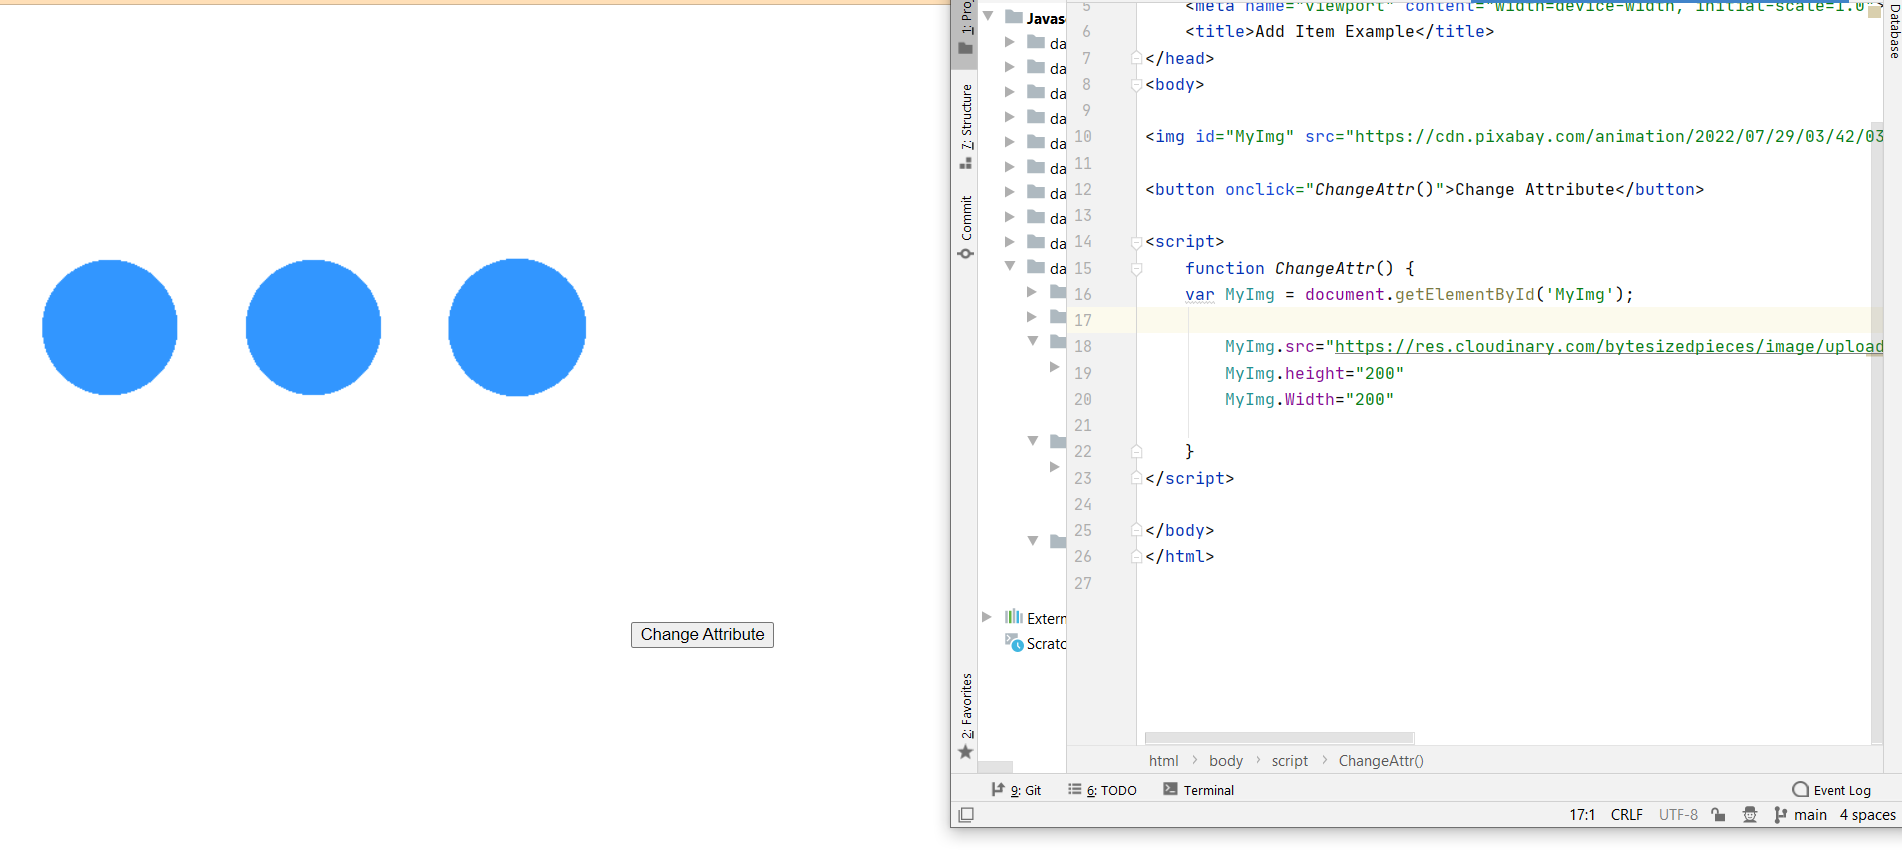 Change Attribute
1: Proj
7: Structure
Commit
2: Favorites
Javas
da
da
da
da
da
da
da
da
da
da
Extern
Scratc
5 <meta name="viewport" content="width=device-width, initial-scale=1.0">
6 <title>Add Item Example</title>
7 </head>
8 <body>
9
10 <img id="MyImg" src="https://cdn.pixabay.com/animation/2022/07/29/03/42/03
11
12 <button onclick="ChangeAttr()">Change Attribute</button>
13
14 <script>
15 function ChangeAttr() {
16 var MyImg = document.getElementById('MyImg');
17
18 MyImg.src="https://res.cloudinary.com/bytesizedpieces/image/upload
19 MyImg.height="200"
20 MyImg.Width="200"
21
22 }
23 </script>
24
25 </body>
26 </html>
27
Database
html > body > script > ChangeAttr()
9: Git 6: TODO Terminal Event Log
17:1 CRLF UTF-8 main 4 spaces